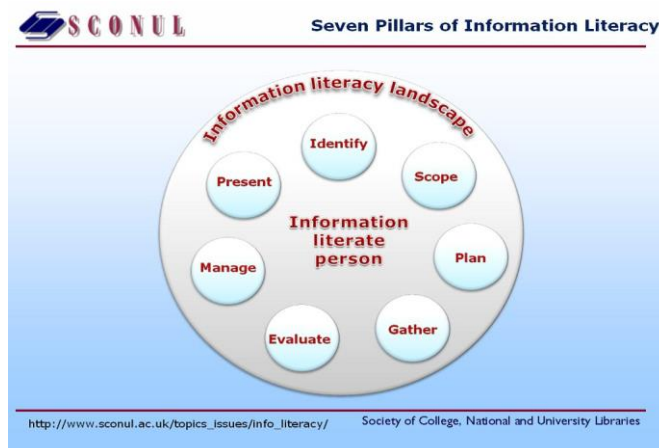 SCONUL
Seven Pillars of Information Literacy
Information literacy landscape
Identify
Scope
Plan
Gather
Evaluate
Manage
Present
Information
literate
person
http://www.sconul.ac.uk/topics_issues/info_literacy/
Society of College, National and University Libraries